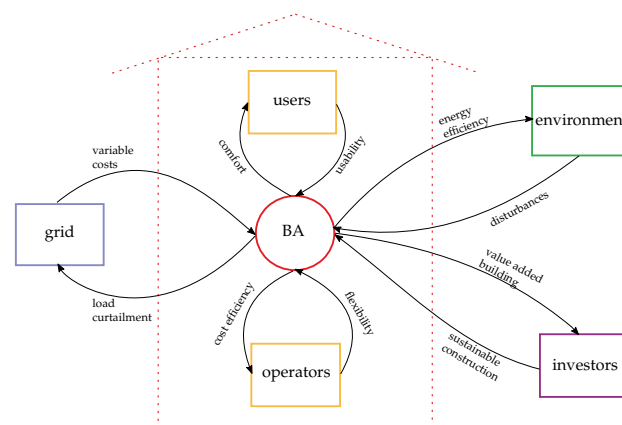 users
energy
efficiency
environment
comfort
usability
variable
costs
disturbances
grid
BA
value added
building
load
curtailment
cost efficiency
flexibility
sustainable
construction
operators
investors